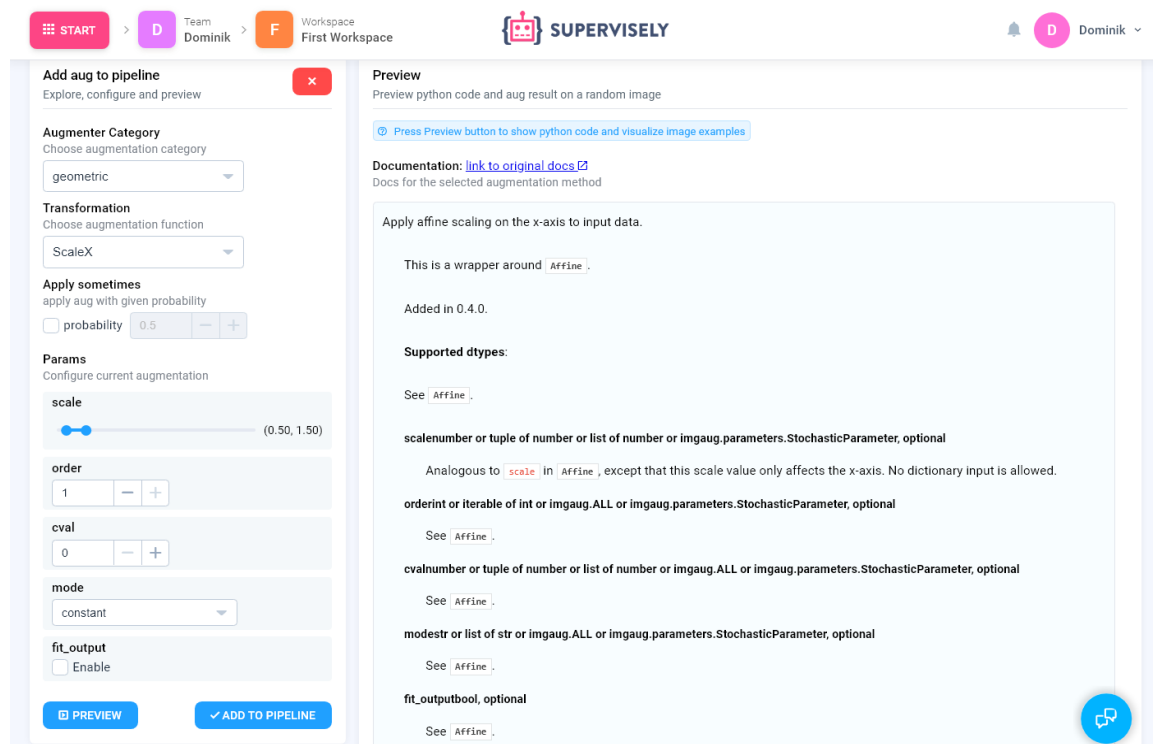 START
D
Team
Dominik
F
Workspace
First Workspace
SUPERVISELY
D
Dominik
Add aug to pipeline
Explore, configure and preview
Augmenter Category
Choose augmentation category
geometric
Transformation
Choose augmentation function
ScaleX
Apply sometimes
apply aug with given probability
probability 0.5
Params
Configure current augmentation
scale
(0.50, 1.50)
order
1
cval
0
mode
constant
fit_output
Enable
PREVIEW
ADD TO PIPELINE
Preview
Preview python code and aug result on a random image
Press Preview button to show python code and visualize image examples
Documentation: link to original docs
Docs for the selected augmentation method
Apply affine scaling on the x-axis to input data.
This is a wrapper around Affine.
Added in 0.4.0.
Supported dtypes:
See Affine.
scalenumber or tuple of number or list of number or imgaug.parameters.StochasticParameter, optional
Analogous to scale in Affine, except that this scale value only affects the x-axis. No dictionary input is allowed.
orderint or iterable of int or imgaug.ALL or imgaug.parameters.StochasticParameter, optional
See Affine.
cvalnumber or tuple of number or list of number or imgaug.ALL or imgaug.parameters.StochasticParameter, optional
See Affine.
modestr or list of str or imgaug.ALL or imgaug.parameters.StochasticParameter, optional
See Affine.
fit_outputbool, optional
See Affine.